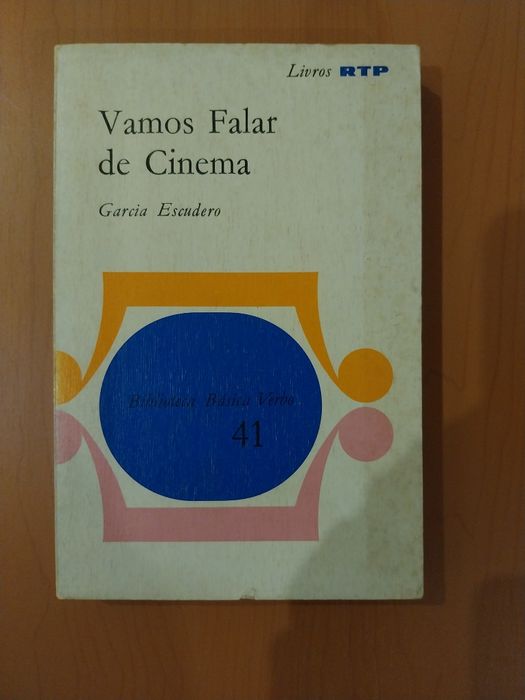 Livros RTP
Vamos Falar
de Cinema
Garcia Escudero
Biblioteca Básica Verbo
41